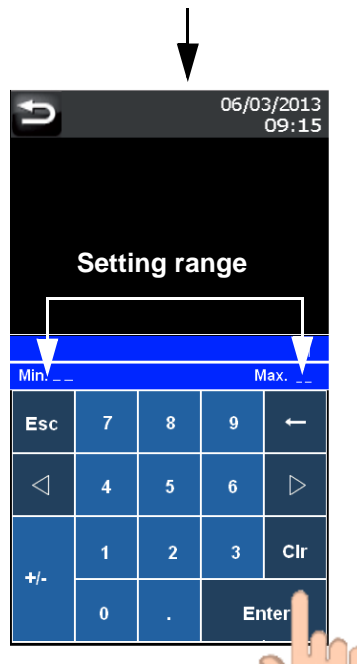 06/03/2013
09:15
Setting range
Min. _ _ Max. _ _
Esc 7 8 9 ←
◁ 4 5 6 ▷
+/- 1 2 3 Clr
0 . Enter